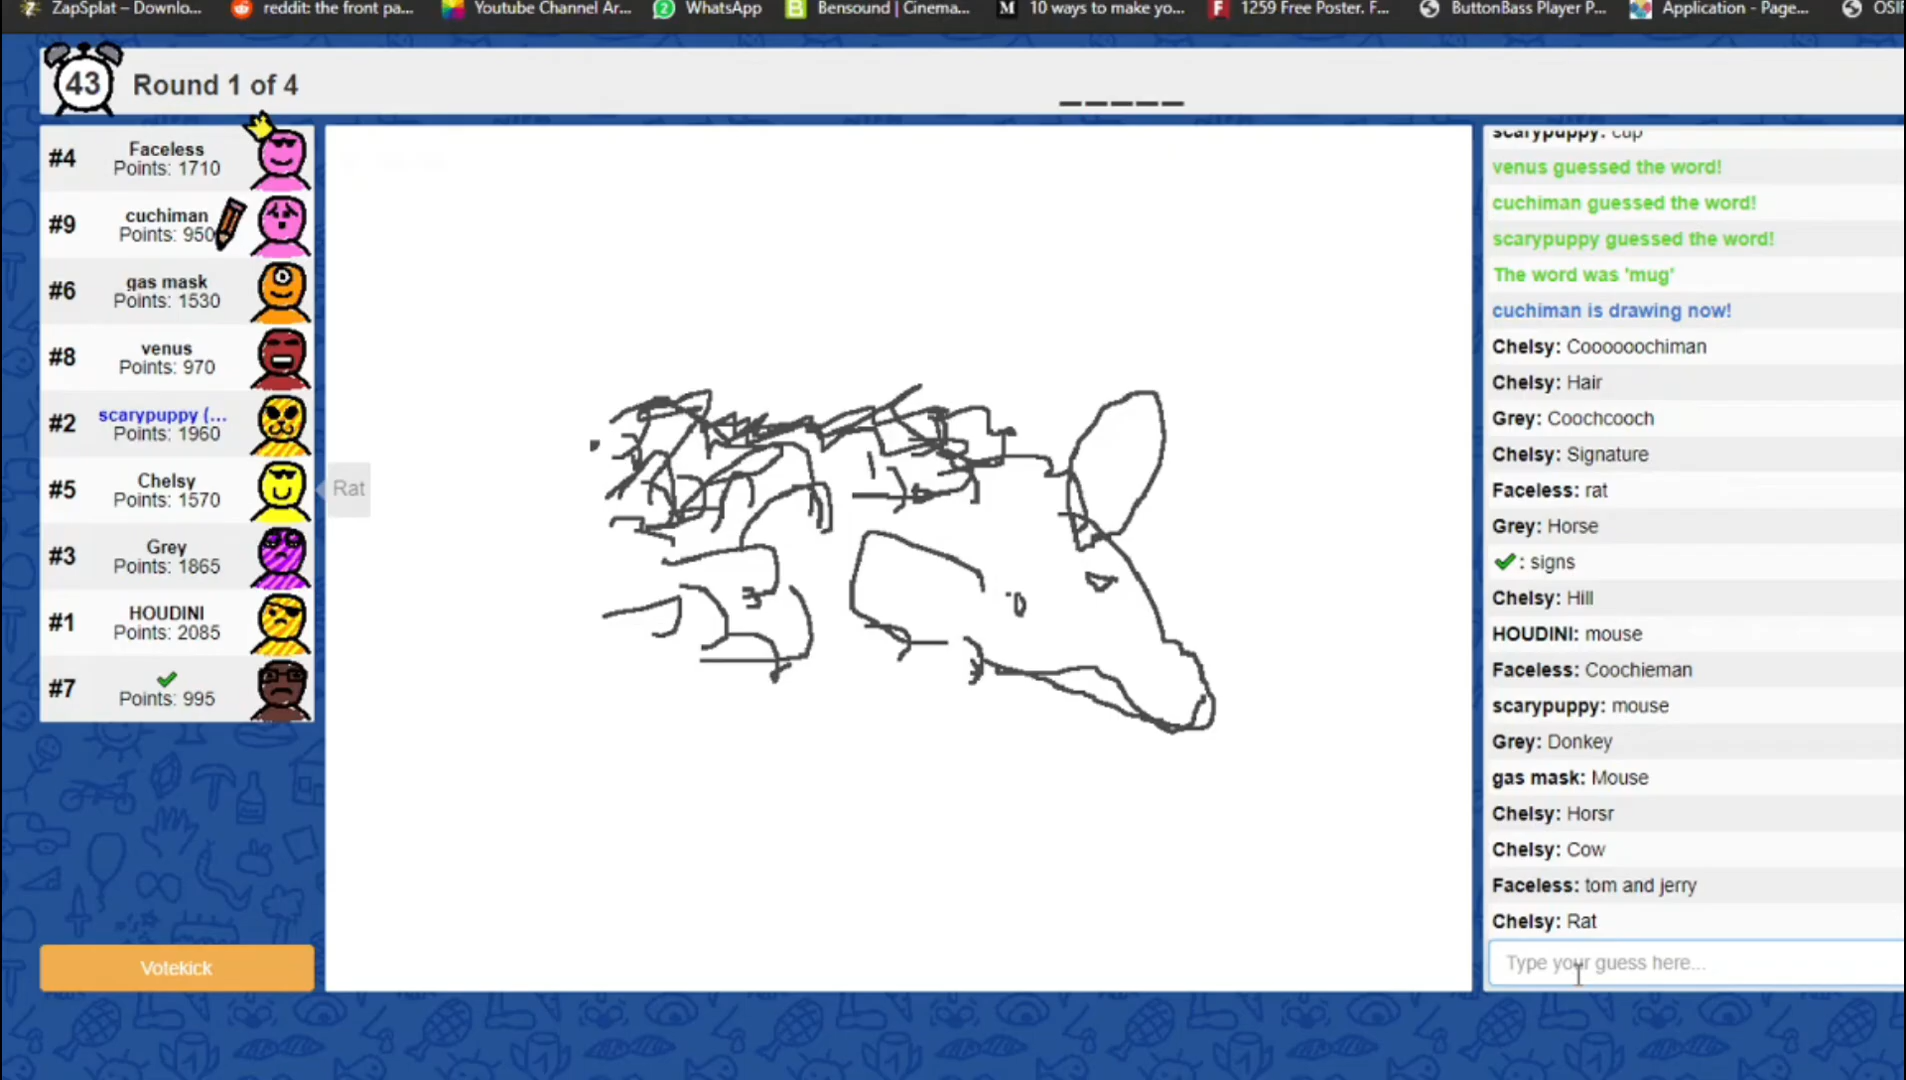 ZapSplat – Downlo...
reddit: the front pa...
Youtube Channel Ar...
2
WhatsApp
B
Bensound | Cinema...
M
10 ways to make yo...
F
1259 Free Poster. F...
ButtonBass Player P...
Application - Page...
OSIF
43
Round 1 of 4
_____
#4
Faceless
Points: 1710
#9
cuchiman
Points: 950
#6
gas mask
Points: 1530
#8
venus
Points: 970
#2
scarypuppy (...
Points: 1960
#5
Chelsy
Points: 1570
#3
Grey
Points: 1865
#1
HOUDINI
Points: 2085
#7
Points: 995
Votekick
Rat
scarypuppy: cup
venus guessed the word!
cuchiman guessed the word!
scarypuppy guessed the word!
The word was 'mug'
cuchiman is drawing now!
Chelsy: Cooooooochiman
Chelsy: Hair
Grey: Coochcooch
Chelsy: Signature
Faceless: rat
Grey: Horse
✔: signs
Chelsy: Hill
HOUDINI: mouse
Faceless: Coochieman
scarypuppy: mouse
Grey: Donkey
gas mask: Mouse
Chelsy: Horsr
Chelsy: Cow
Faceless: tom and jerry
Chelsy: Rat
Type your guess here...